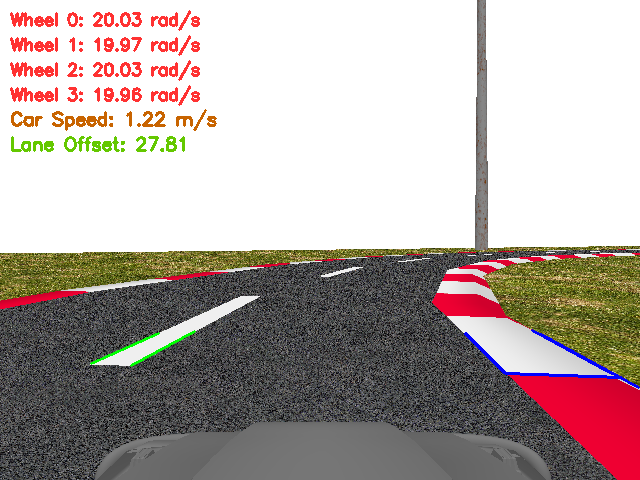 Wheel 0: 20.03 rad/s
Wheel 1: 19.97 rad/s
Wheel 2: 20.03 rad/s
Wheel 3: 19.96 rad/s
Car Speed: 1.22 m/s
Lane Offset: 27.81